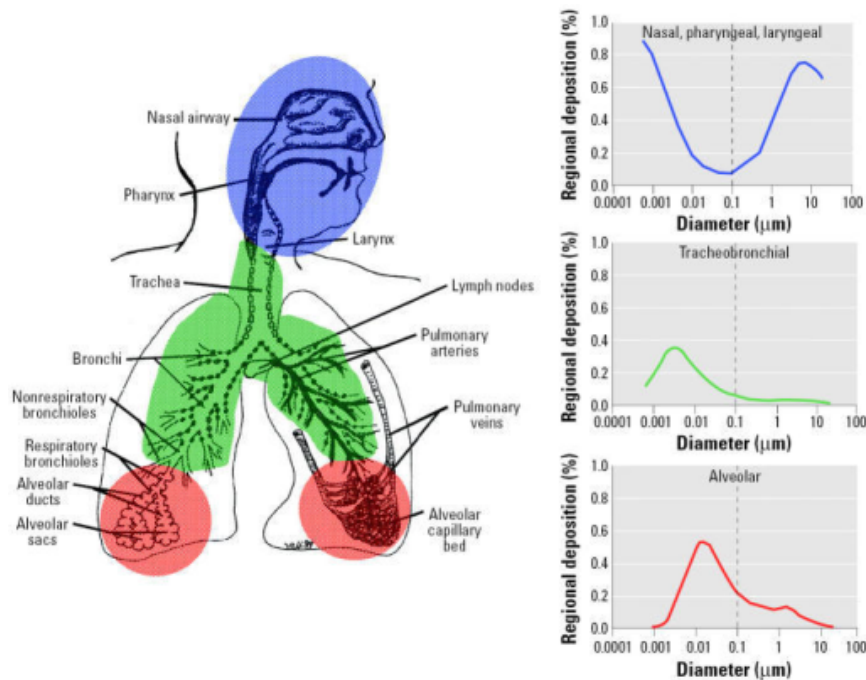 Nasal airway
Pharynx
Larynx
Trachea
Lymph nodes
Bronchi
Pulmonary
arteries
Nonrespiratory
bronchioles
Pulmonary
veins
Respiratory
bronchioles
Alveolar
ducts
Alveolar
sacs
Alveolar
capillary
bed
Regional deposition (%)
Nasal, pharyngeal, laryngeal
1.0
0.8
0.6
0.4
0.2
0.0
0.0001 0.001 0.01 0.1 1 10 100
Diameter (μm)
Regional deposition (%)
Tracheobronchial
1.0
0.8
0.6
0.4
0.2
0.0
0.0001 0.001 0.01 0.1 1 10 100
Diameter (μm)
Regional deposition (%)
Alveolar
1.0
0.8
0.6
0.4
0.2
0.0
0.0001 0.001 0.01 0.1 1 10 100
Diameter (μm)